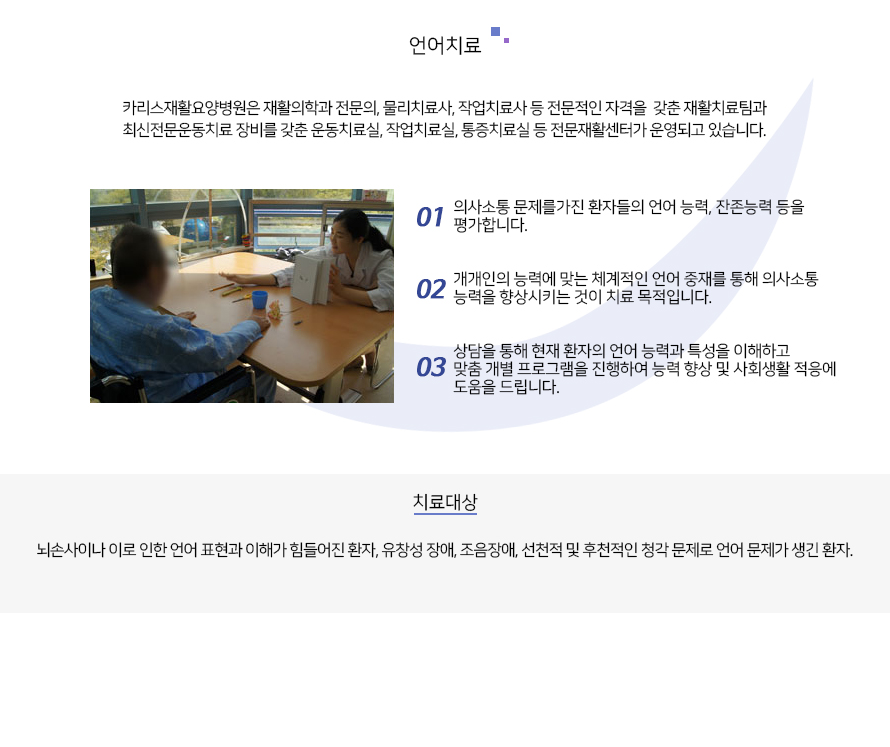 언어치료
카리스재활요양병원은 재활의학과 전문의, 물리치료사, 작업치료사 등 전문적인 자격을 갖춘 재활치료팀과
최신전문운동치료 장비를 갖춘 운동치료실, 작업치료실, 통증치료실 등 전문재활센터가 운영되고 있습니다.
01 의사소통 문제를가진 환자들의 언어 능력, 잔존능력 등을
평가합니다.
02 개개인의 능력에 맞는 체계적인 언어 중재를 통해 의사소통
능력을 향상시키는 것이 치료 목적입니다.
03 상담을 통해 현재 환자의 언어 능력과 특성을 이해하고
맞춤 개별 프로그램을 진행하여 능력 향상 및 사회생활 적응에
도움을 드립니다.
치료대상
뇌손사이나 이로 인한 언어 표현과 이해가 힘들어진 환자, 유창성 장애, 조음장애, 선천적 및 후천적인 청각 문제로 언어 문제가 생긴 환자.